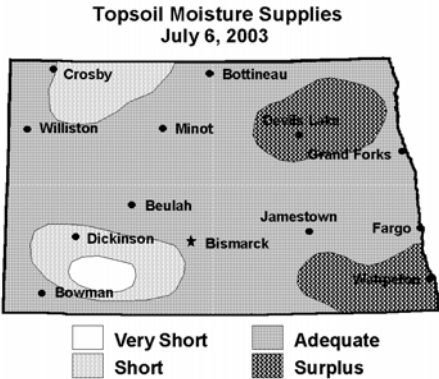 Topsoil Moisture Supplies
July 6, 2003
Crosby
Bottineau
Williston
Minot
Devils Lake
Grand Forks
Beulah
Jamestown
Fargo
Dickinson
Bismarck
Wahpeton
Bowman
Very Short
Adequate
Short
Surplus